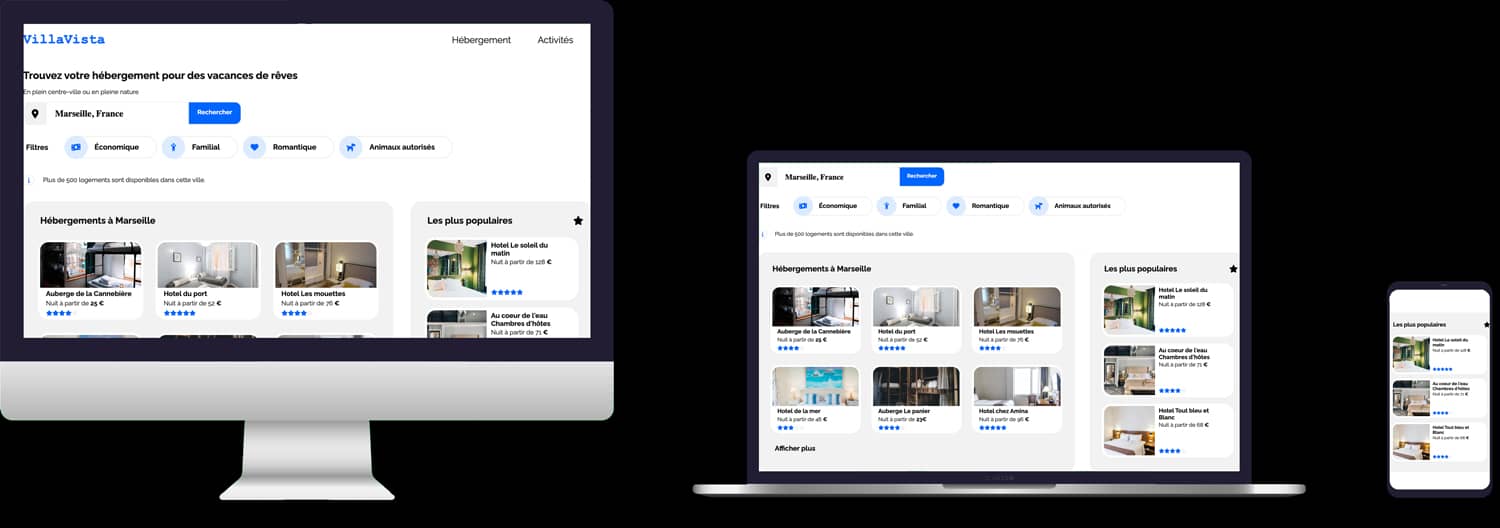 VillaVista
Hébergement Activités
Trouvez votre hébergement pour des vacances de rêves
En plein centre-ville ou en pleine nature
Marseille, France Rechercher
Filtres Économique Familial Romantique Animaux autorisés
Plus de 500 logements sont disponibles dans cette ville.
Hébergements à Marseille
Auberge de la Cannebière
Nuit à partir de 25 €
Hotel du port
Nuit à partir de 52 €
Hotel Les mouettes
Nuit à partir de 76 €
Les plus populaires
Hotel Le soleil du
matin
Nuit à partir de 128 €
Au coeur de l'eau
Chambres d'hôtes
Nuit à partir de 71 €
Marseille, France Rechercher
Filtres Économique Familial Romantique Animaux autorisés
Plus de 500 logements sont disponibles dans cette ville.
Hébergements à Marseille
Auberge de la Cannebière
Nuit à partir de 25 €
Hotel du port
Nuit à partir de 52 €
Hotel Les mouettes
Nuit à partir de 76 €
Hotel de la mer
Nuit à partir de 46 €
Auberge Le panier
Nuit à partir de 23€
Hotel chez Amina
Nuit à partir de 96 €
Afficher plus
Les plus populaires
Hotel Le soleil du
matin
Nuit à partir de 128 €
Au coeur de l'eau
Chambres d'hôtes
Nuit à partir de 71 €
Hotel Tout bleu et
Blanc
Nuit à partir de 68 €
Les plus populaires
Hotel Le soleil du
matin
Nuit à partir de 128 €
Au coeur de l'eau
Chambres d'hôtes
Nuit à partir de 71 €
Hotel Tout bleu et
Blanc
Nuit à partir de 68 €